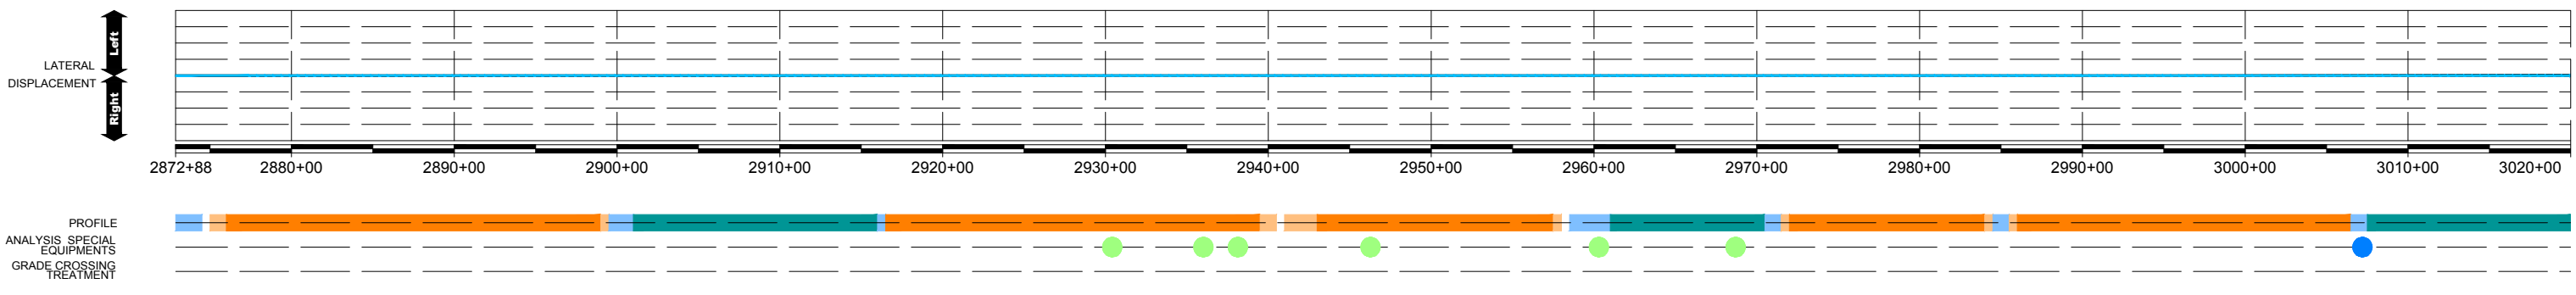 Left
LATERAL
DISPLACEMENT
Right
2872+88 2880+00 2890+00 2900+00 2910+00 2920+00 2930+00 2940+00 2950+00 2960+00 2970+00 2980+00 2990+00 3000+00 3010+00 3020+00
PROFILE
ANALYSIS SPECIAL
EQUIPMENTS
GRADE CROSSING
TREATMENT